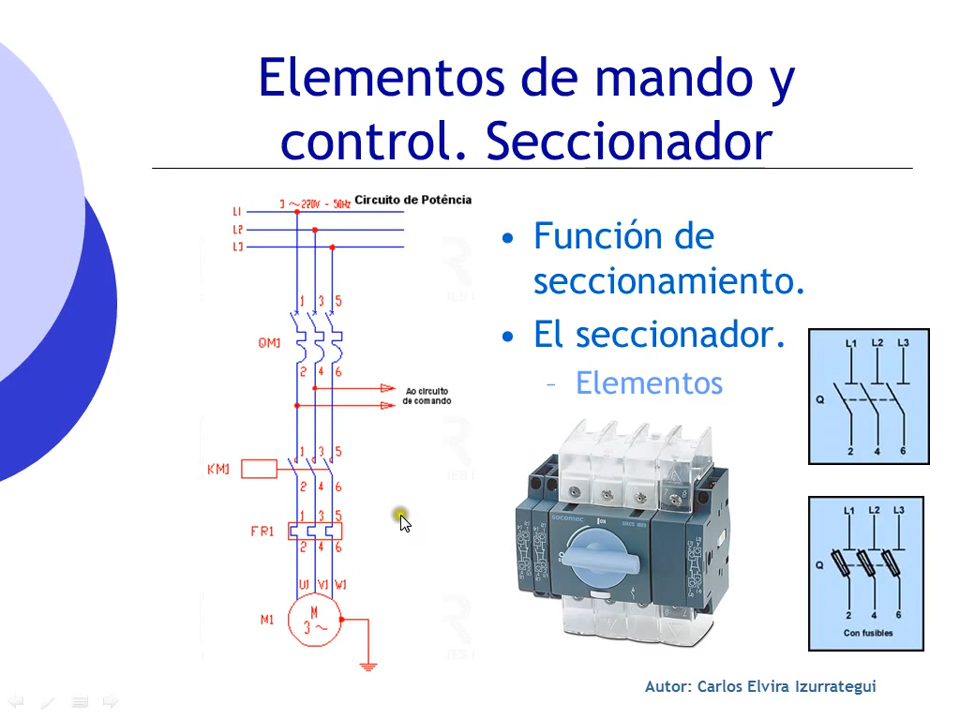 Elementos de mando y
control. Seccionador
3 ~ 220V - 50Hz
Circuito de Potência
L1
L2
L3
1 3 5
QM1
2 4 6
Ao circuito
de comando
1 3 5
KM1
2 4 6
1 3 5
FR1
2 4 6
U1 V1 W1
M1
M
3 ~
• Función de
seccionamiento.
• El seccionador.
– Elementos
socomec
L1 L2 L3
Q
2 4 6
L1 L2 L3
Q
2 4 6
Con fusibles
Autor: Carlos Elvira Izurrategui